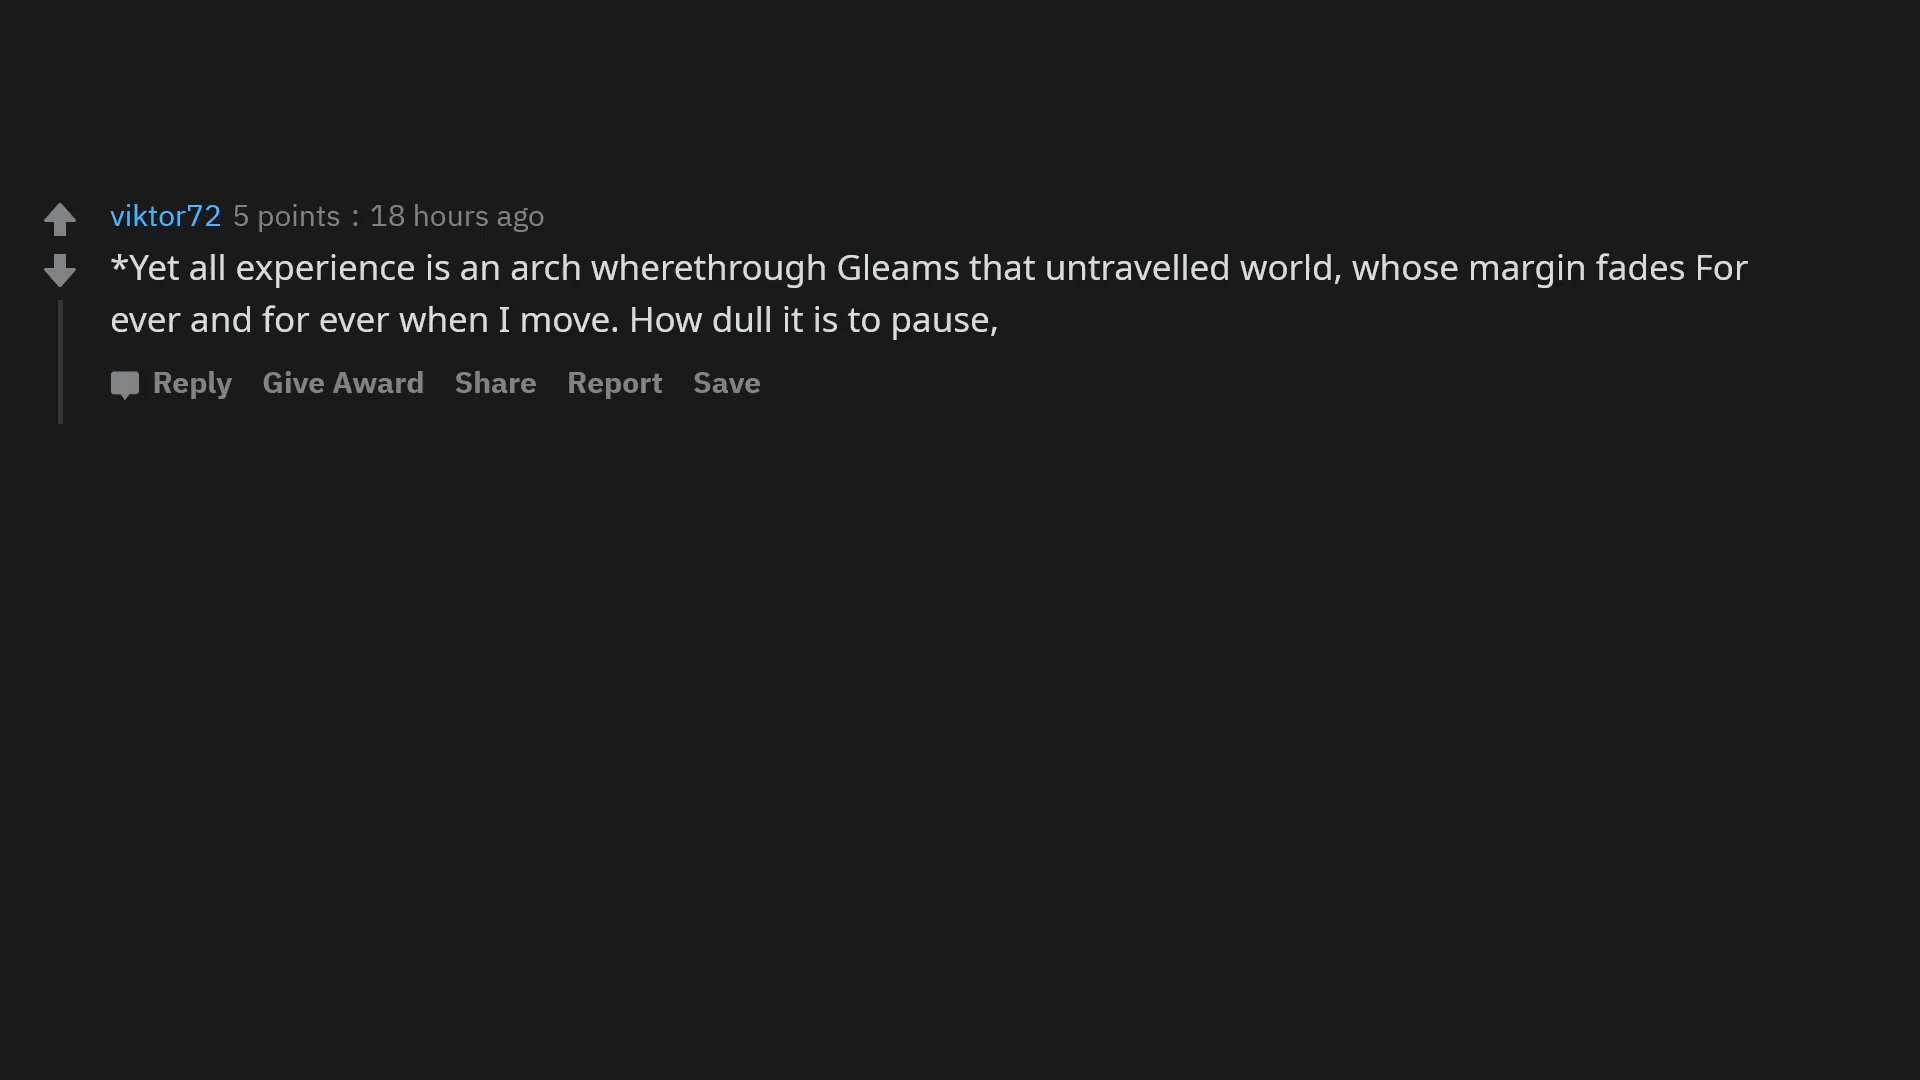 viktor72 5 points : 18 hours ago
*Yet all experience is an arch wherethrough Gleams that untravelled world, whose margin fades For
ever and for ever when I move. How dull it is to pause,
Reply Give Award Share Report Save